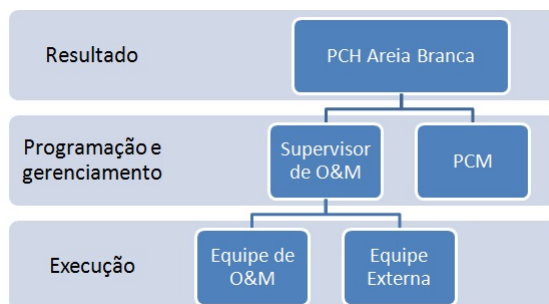 Resultado
PCH Areia Branca
Programação e
gerenciamento
Supervisor
de O&M
PCM
Execução
Equipe de
O&M
Equipe
Externa